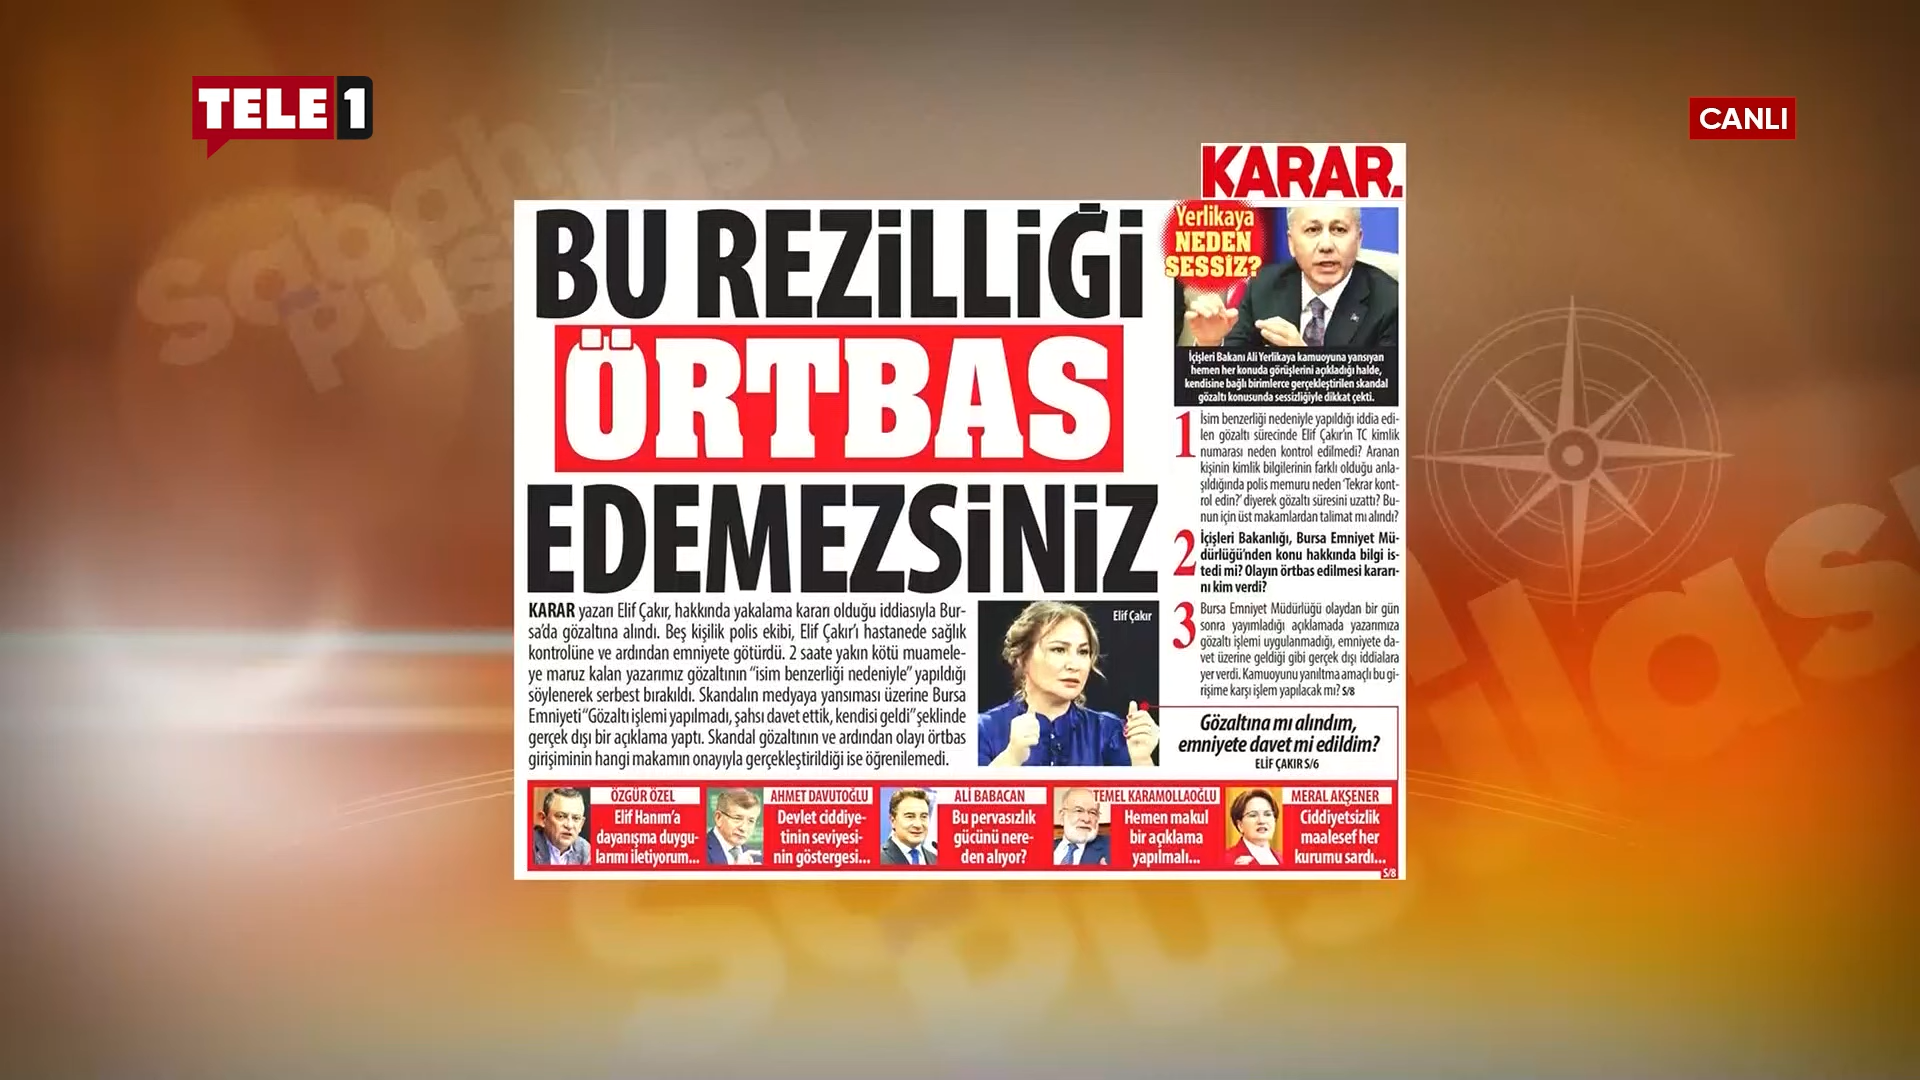 TELE 1
CANLI
sabah
pusulası
KARAR.
BU REZİLLİĞİ
ÖRTBAS
EDEMEZSİNİZ
Yerlikaya
NEDEN
SESSİZ?
İçişleri Bakanı Ali Yerlikaya kamuoyuna yansıyan
hemen her konuda görüşlerini açıkladığı halde,
kendisine bağlı birimlerce gerçekleştirilen skandal
gözaltı konusunda sessizliğiyle dikkat çekti.
1 İsim benzerliği nedeniyle yapıldığı iddia edi-
len gözaltı sürecinde Elif Çakır'ın TC kimlik
numarası neden kontrol edilmedi? Aranan
kişinin kimlik bilgilerinin farklı olduğu anla-
şıldığında polis memuru neden 'Tekrar kont-
rol edin?' diyerek gözaltı süresini uzattı? Bu-
nun için üst makamlardan talimat mı alındı?
2 İçişleri Bakanlığı, Bursa Emniyet Mü-
dürlüğü'nden konu hakkında bilgi is-
tedi mi? Olayın örtbas edilmesi kararı-
nı kim verdi?
3 Bursa Emniyet Müdürlüğü olaydan bir gün
sonra yayımladığı açıklamada yazarımıza
gözaltı işlemi uygulanmadığı, emniyete da-
vet üzerine geldiği gibi gerçek dışı iddialara
yer verdi. Kamuoyunu yanıltma amaçlı bu gi-
rişime karşı işlem yapılacak mı? S/8
KARAR yazarı Elif Çakır, hakkında yakalama kararı olduğu iddiasıyla Bur-
sa'da gözaltına alındı. Beş kişilik polis ekibi, Elif Çakır'ı hastanede sağlık
kontrolüne ve ardından emniyete götürdü. 2 saate yakın kötü muamele-
ye maruz kalan yazarımız gözaltının “isim benzerliği nedeniyle” yapıldığı
söylenerek serbest bırakıldı. Skandalın medyaya yansıması üzerine Bursa
Emniyeti “Gözaltı işlemi yapılmadı, şahsı davet ettik, kendisi geldi” şeklinde
gerçek dışı bir açıklama yaptı. Skandal gözaltının ve ardından olayı örtbas
girişiminin hangi makamın onayıyla gerçekleştirildiği ise öğrenilemedi.
Elif Çakır
Gözaltına mı alındım,
emniyete davet mi edildim?
ELİF ÇAKIR S/6
ÖZGÜR ÖZEL
Elif Hanım'a
dayanışma duygu-
larımı iletiyorum...
AHMET DAVUTOĞLU
Devlet ciddiye-
tinin seviyesi-
nin göstergesi...
ALİ BABACAN
Bu pervasızlık
gücünü nere-
den alıyor?
TEMEL KARAMOLLAOĞLU
Hemen makul
bir açıklama
yapılmalı...
MERAL AKŞENER
Ciddiyetsizlik
maalesef her
kurumu sardı...
S/8